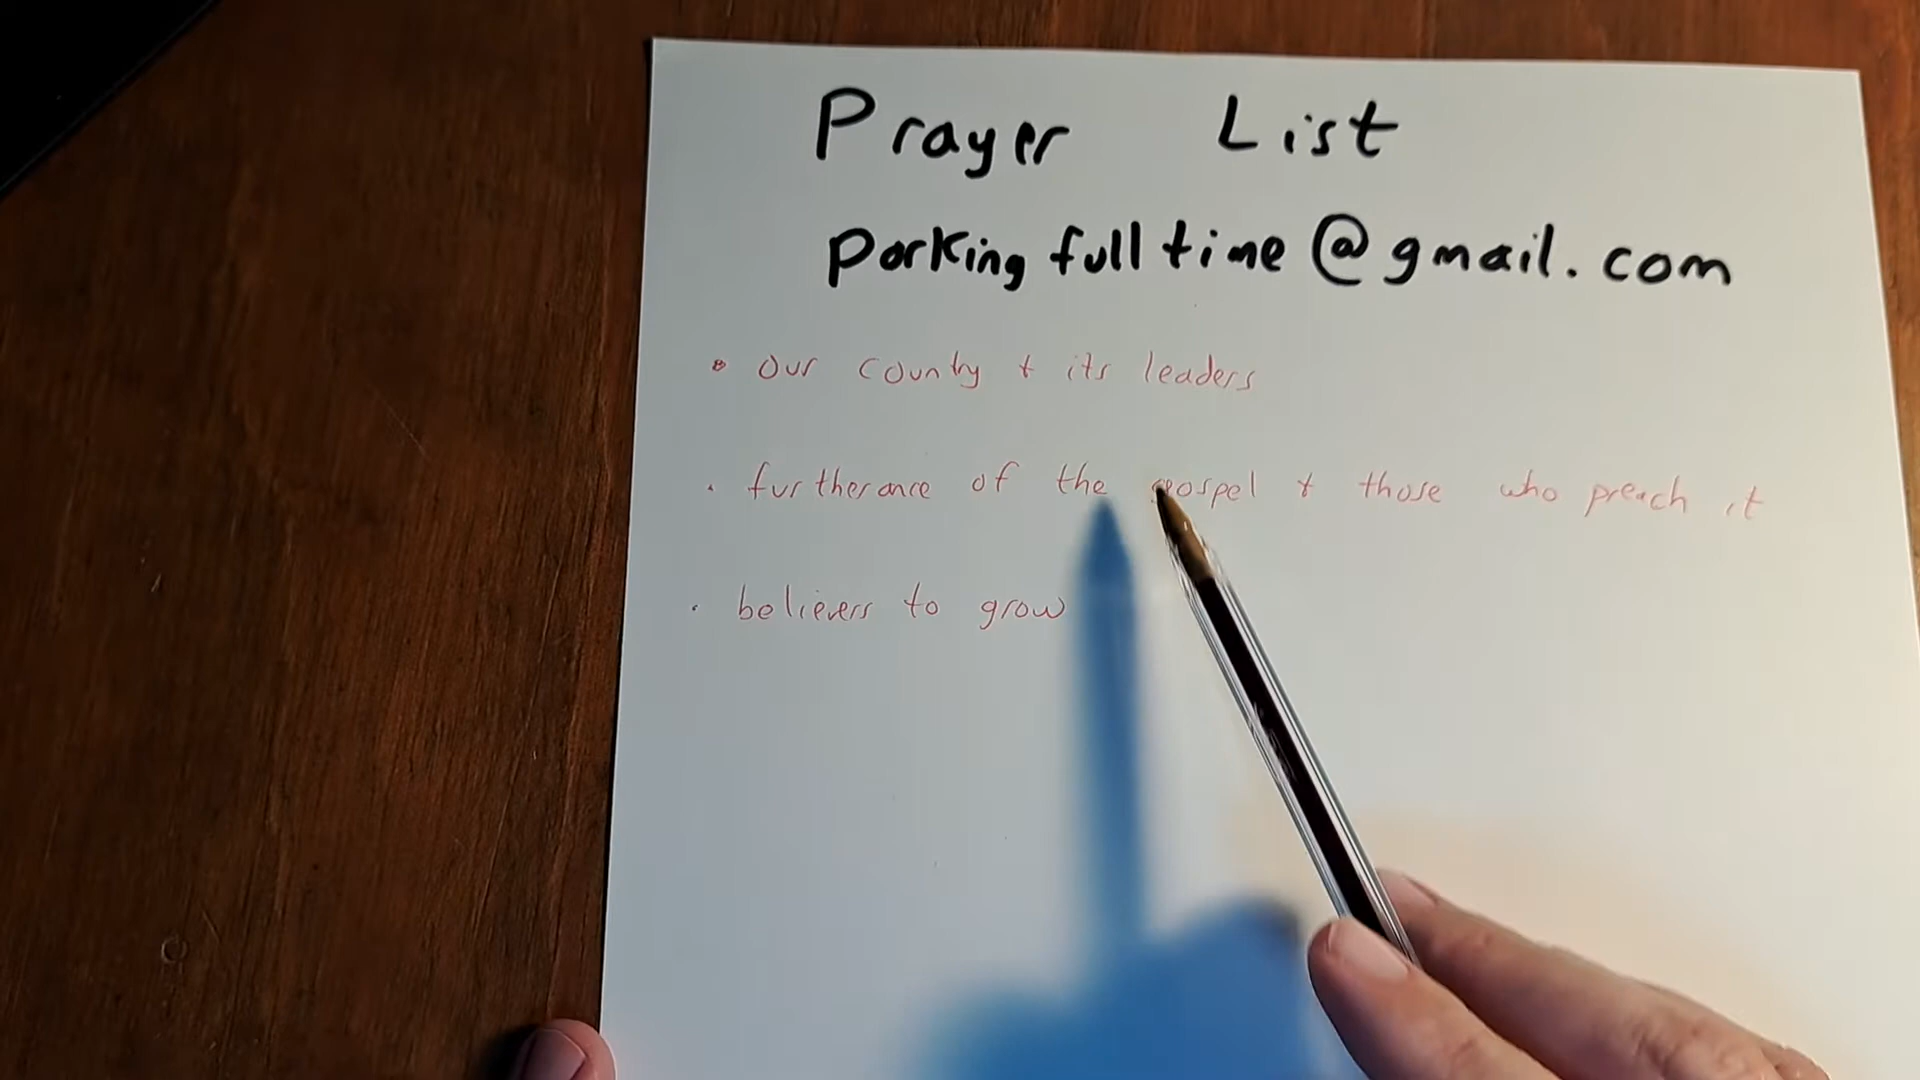 Prayer List
parkingfulltime@gmail.com
• our country + its leaders
• furtherance of the gospel + those who preach it
• believers to grow